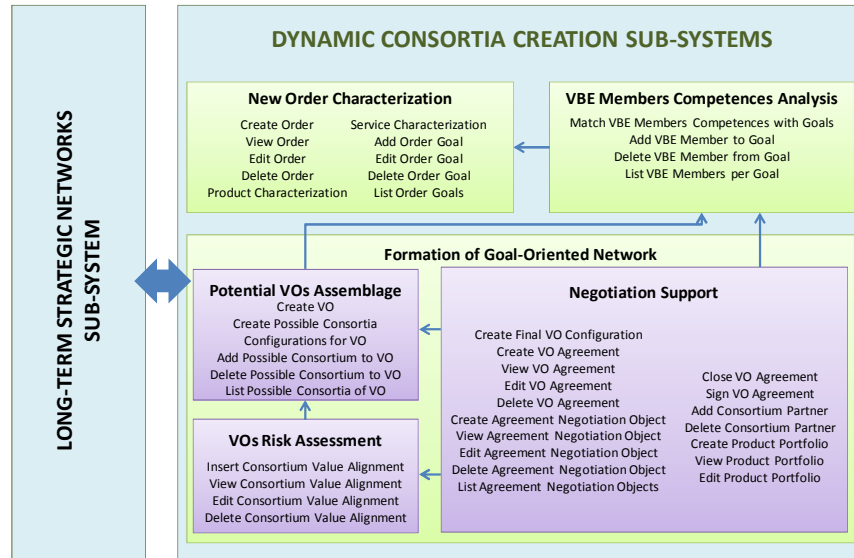 LONG-TERM STRATEGIC NETWORKS
SUB-SYSTEM
DYNAMIC CONSORTIA CREATION SUB-SYSTEMS
New Order Characterization
Create Order
View Order
Edit Order
Delete Order
Product Characterization
Service Characterization
Add Order Goal
Edit Order Goal
Delete Order Goal
List Order Goals
VBE Members Competences Analysis
Match VBE Members Competences with Goals
Add VBE Member to Goal
Delete VBE Member from Goal
List VBE Members per Goal
Formation of Goal-Oriented Network
Potential VOs Assemblage
Create VO
Create Possible Consortia
Configurations for VO
Add Possible Consortium to VO
Delete Possible Consortium to VO
List Possible Consortia of VO
VOs Risk Assessment
Insert Consortium Value Alignment
View Consortium Value Alignment
Edit Consortium Value Alignment
Delete Consortium Value Alignment
Negotiation Support
Create Final VO Configuration
Create VO Agreement
View VO Agreement
Edit VO Agreement
Delete VO Agreement
Create Agreement Negotiation Object
View Agreement Negotiation Object
Edit Agreement Negotiation Object
Delete Agreement Negotiation Object
List Agreement Negotiation Objects
Close VO Agreement
Sign VO Agreement
Add Consortium Partner
Delete Consortium Partner
Create Product Portfolio
View Product Portfolio
Edit Product Portfolio